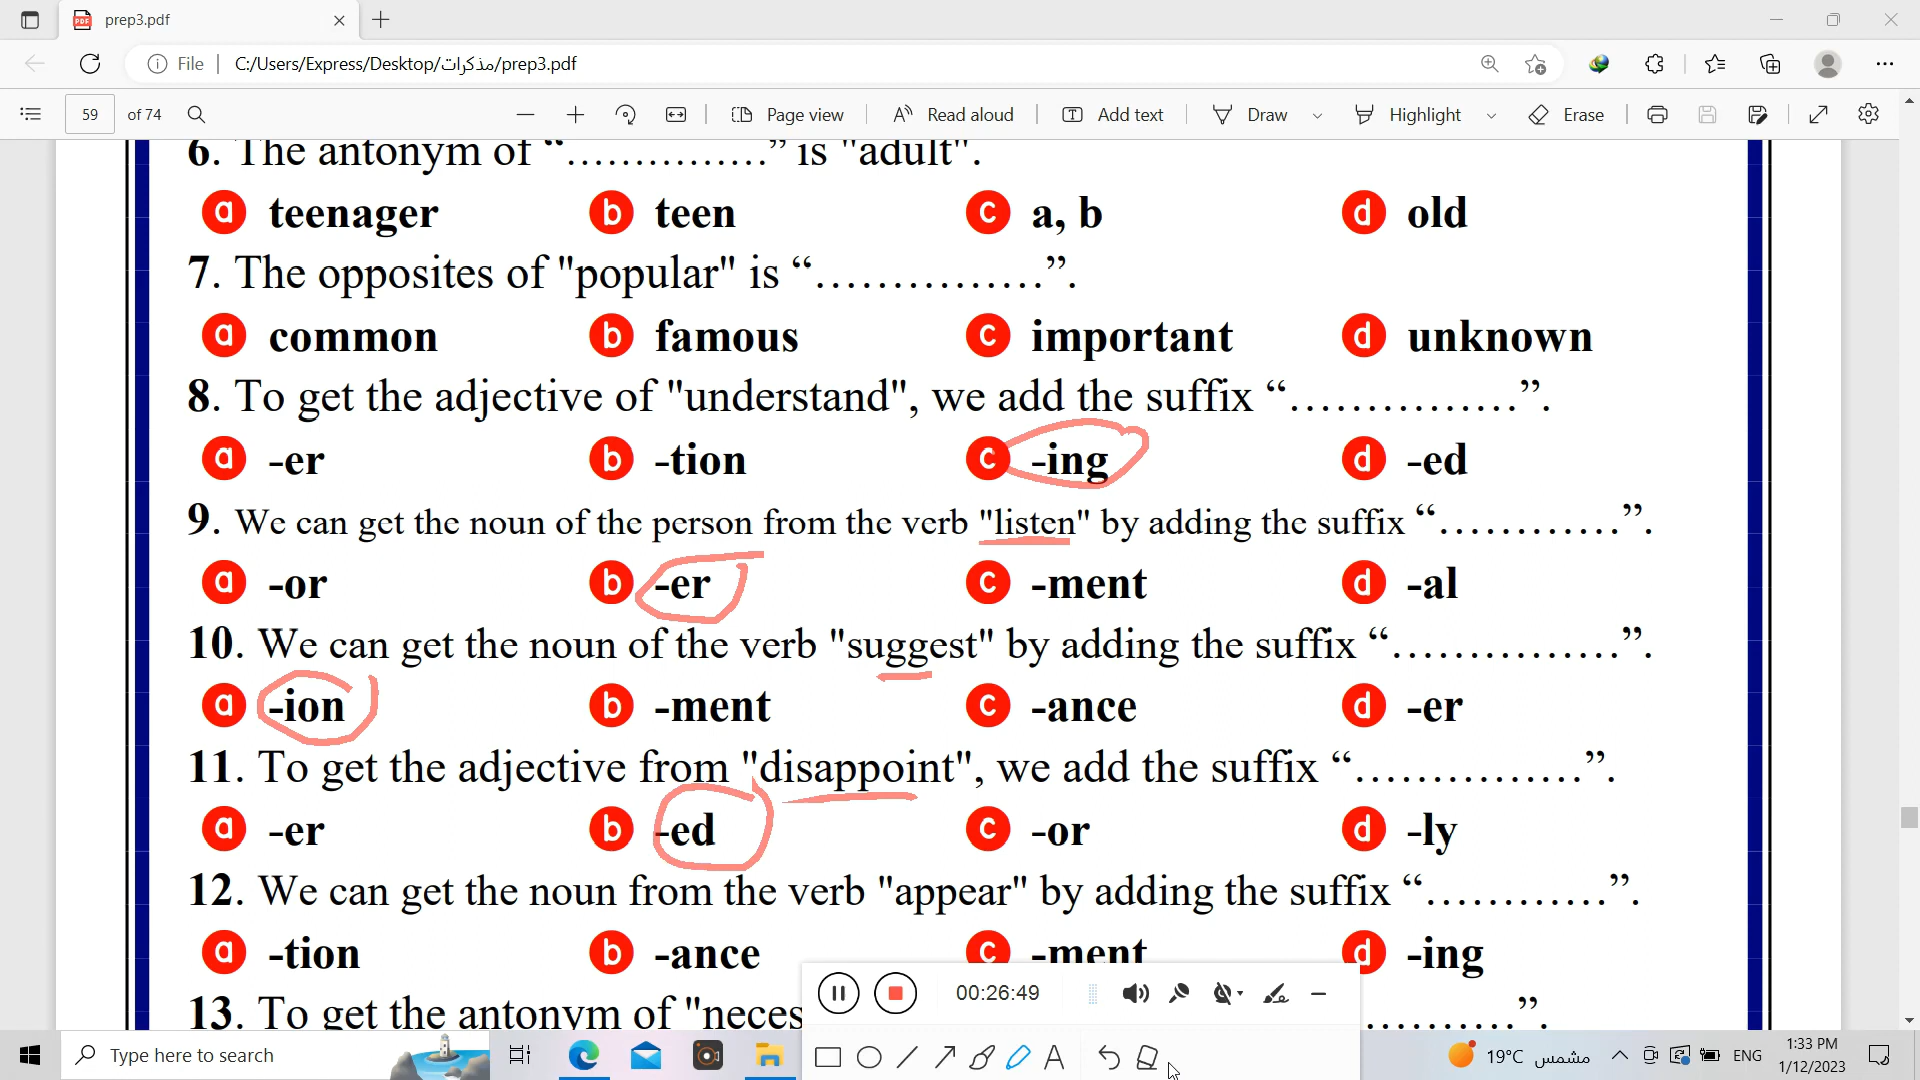 prep3.pdf
File
C:/Users/Express/Desktop/مذكرات/prep3.pdf
59 of 74
Page view
Read aloud
Add text
Draw
Highlight
Erase
6. The antonym of “……………” is "adult".
a teenager b teen c a, b d old
7. The opposites of "popular" is “……………”.
a common b famous c important d unknown
8. To get the adjective of "understand", we add the suffix “……………”.
a -er b -tion c -ing d -ed
9. We can get the noun of the person from the verb "listen" by adding the suffix “…………”.
a -or b -er c -ment d -al
10. We can get the noun of the verb "suggest" by adding the suffix “……………”.
a -ion b -ment c -ance d -er
11. To get the adjective from "disappoint", we add the suffix “……………”.
a -er b -ed c -or d -ly
12. We can get the noun from the verb "appear" by adding the suffix “…………”.
a -tion b -ance c -ment d -ing
13. To get the antonym of "neces
………”.
00:26:49
Type here to search
19°C مشمس
ENG
1:33 PM
1/12/2023